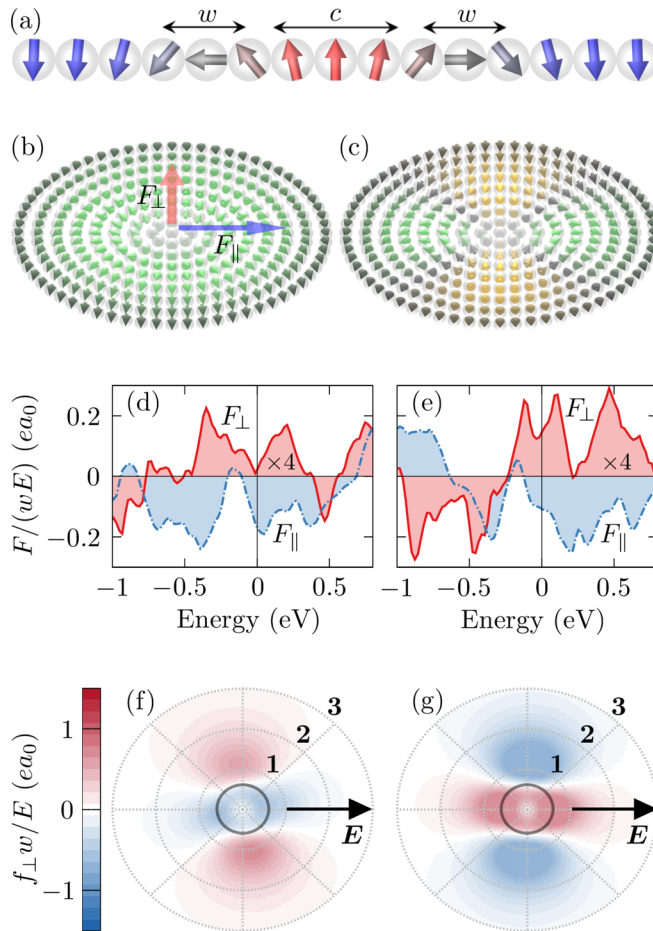 (a) w c w
(b) (c)
F⊥ F∥
(d) F⊥ ×4 F∥
(e) F⊥ ×4 F∥
F/(wE) (ea₀)
0.2
0
−0.2
−1 −0.5 0 0.5
−1 −0.5 0 0.5
Energy (eV) Energy (eV)
f⊥w/E (ea₀)
1
0
−1
(f) 3 2 1 E
(g) 3 2 1 E